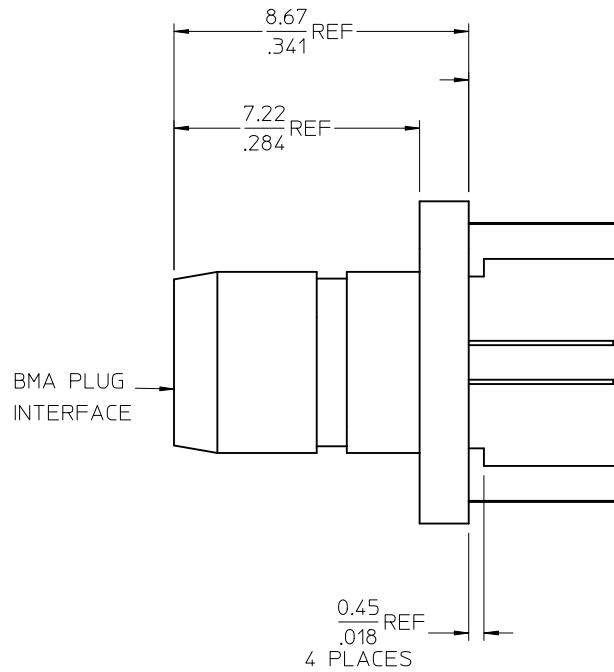 8.67
.341 REF
7.22
.284 REF
BMA PLUG
INTERFACE
0.45
.018 REF
4 PLACES